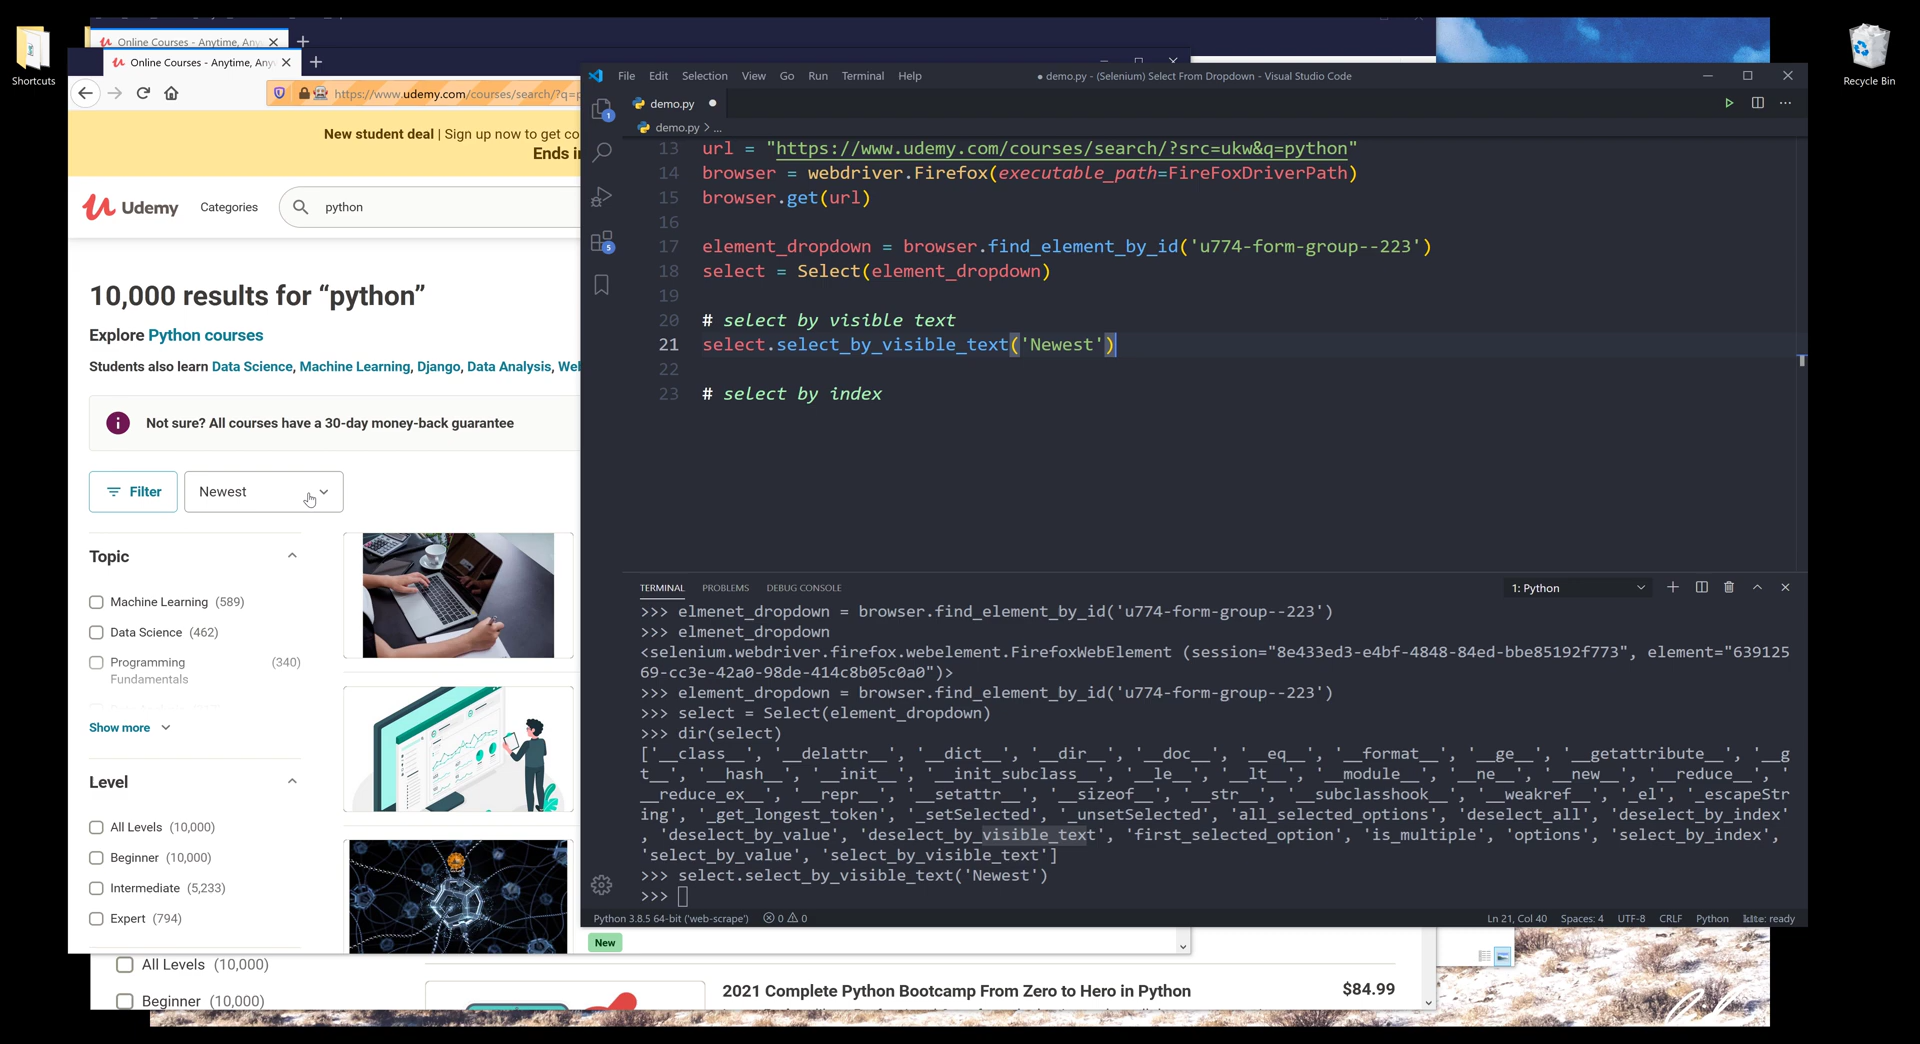 Shortcuts
Recycle Bin
Online Courses - Anytime, Any
Online Courses - Anytime, Any
https://www.udemy.com/courses/search/?q=p
New student deal | Sign up now to get co
Ends in
Udemy
Categories
python
10,000 results for “python”
Explore Python courses
Students also learn Data Science, Machine Learning, Django, Data Analysis, We
Not sure? All courses have a 30-day money-back guarantee
Filter
Newest
Topic
Machine Learning (589)
Data Science (462)
Programming Fundamentals (340)
Show more
Level
All Levels (10,000)
Beginner (10,000)
Intermediate (5,233)
Expert (794)
All Levels (10,000)
Beginner (10,000)
New
2021 Complete Python Bootcamp From Zero to Hero in Python
$84.99
File Edit Selection View Go Run Terminal Help
● demo.py - (Selenium) Select From Dropdown - Visual Studio Code
demo.py
demo.py > ...
1
5
13 url = "https://www.udemy.com/courses/search/?src=ukw&q=python"
14 browser = webdriver.Firefox(executable_path=FireFoxDriverPath)
15 browser.get(url)
16
17 element_dropdown = browser.find_element_by_id('u774-form-group--223')
18 select = Select(element_dropdown)
19
20 # select by visible text
21 select.select_by_visible_text('Newest')
22
23 # select by index
TERMINAL PROBLEMS DEBUG CONSOLE
1: Python
>>> elmenet_dropdown = browser.find_element_by_id('u774-form-group--223')
>>> elmenet_dropdown
<selenium.webdriver.firefox.webelement.FirefoxWebElement (session="8e433ed3-e4bf-4848-84ed-bbe85192f773", element="639125
69-cc3e-42a0-98de-414c8b05c0a0")>
>>> element_dropdown = browser.find_element_by_id('u774-form-group--223')
>>> select = Select(element_dropdown)
>>> dir(select)
['__class__', '__delattr__', '__dict__', '__dir__', '__doc__', '__eq__', '__format__', '__ge__', '__getattribute__', '__g
t__', '__hash__', '__init__', '__init_subclass__', '__le__', '__lt__', '__module__', '__ne__', '__new__', '__reduce__', '
__reduce_ex__', '__repr__', '__setattr__', '__sizeof__', '__str__', '__subclasshook__', '__weakref__', '_el', '_escapeStr
ing', '_get_longest_token', '_setSelected', '_unsetSelected', 'all_selected_options', 'deselect_all', 'deselect_by_index'
, 'deselect_by_value', 'deselect_by_visible_text', 'first_selected_option', 'is_multiple', 'options', 'select_by_index',
'select_by_value', 'select_by_visible_text']
>>> select.select_by_visible_text('Newest')
>>>
Python 3.8.5 64-bit ('web-scrape') 0 0
Ln 21, Col 40 Spaces: 4 UTF-8 CRLF Python kite: ready